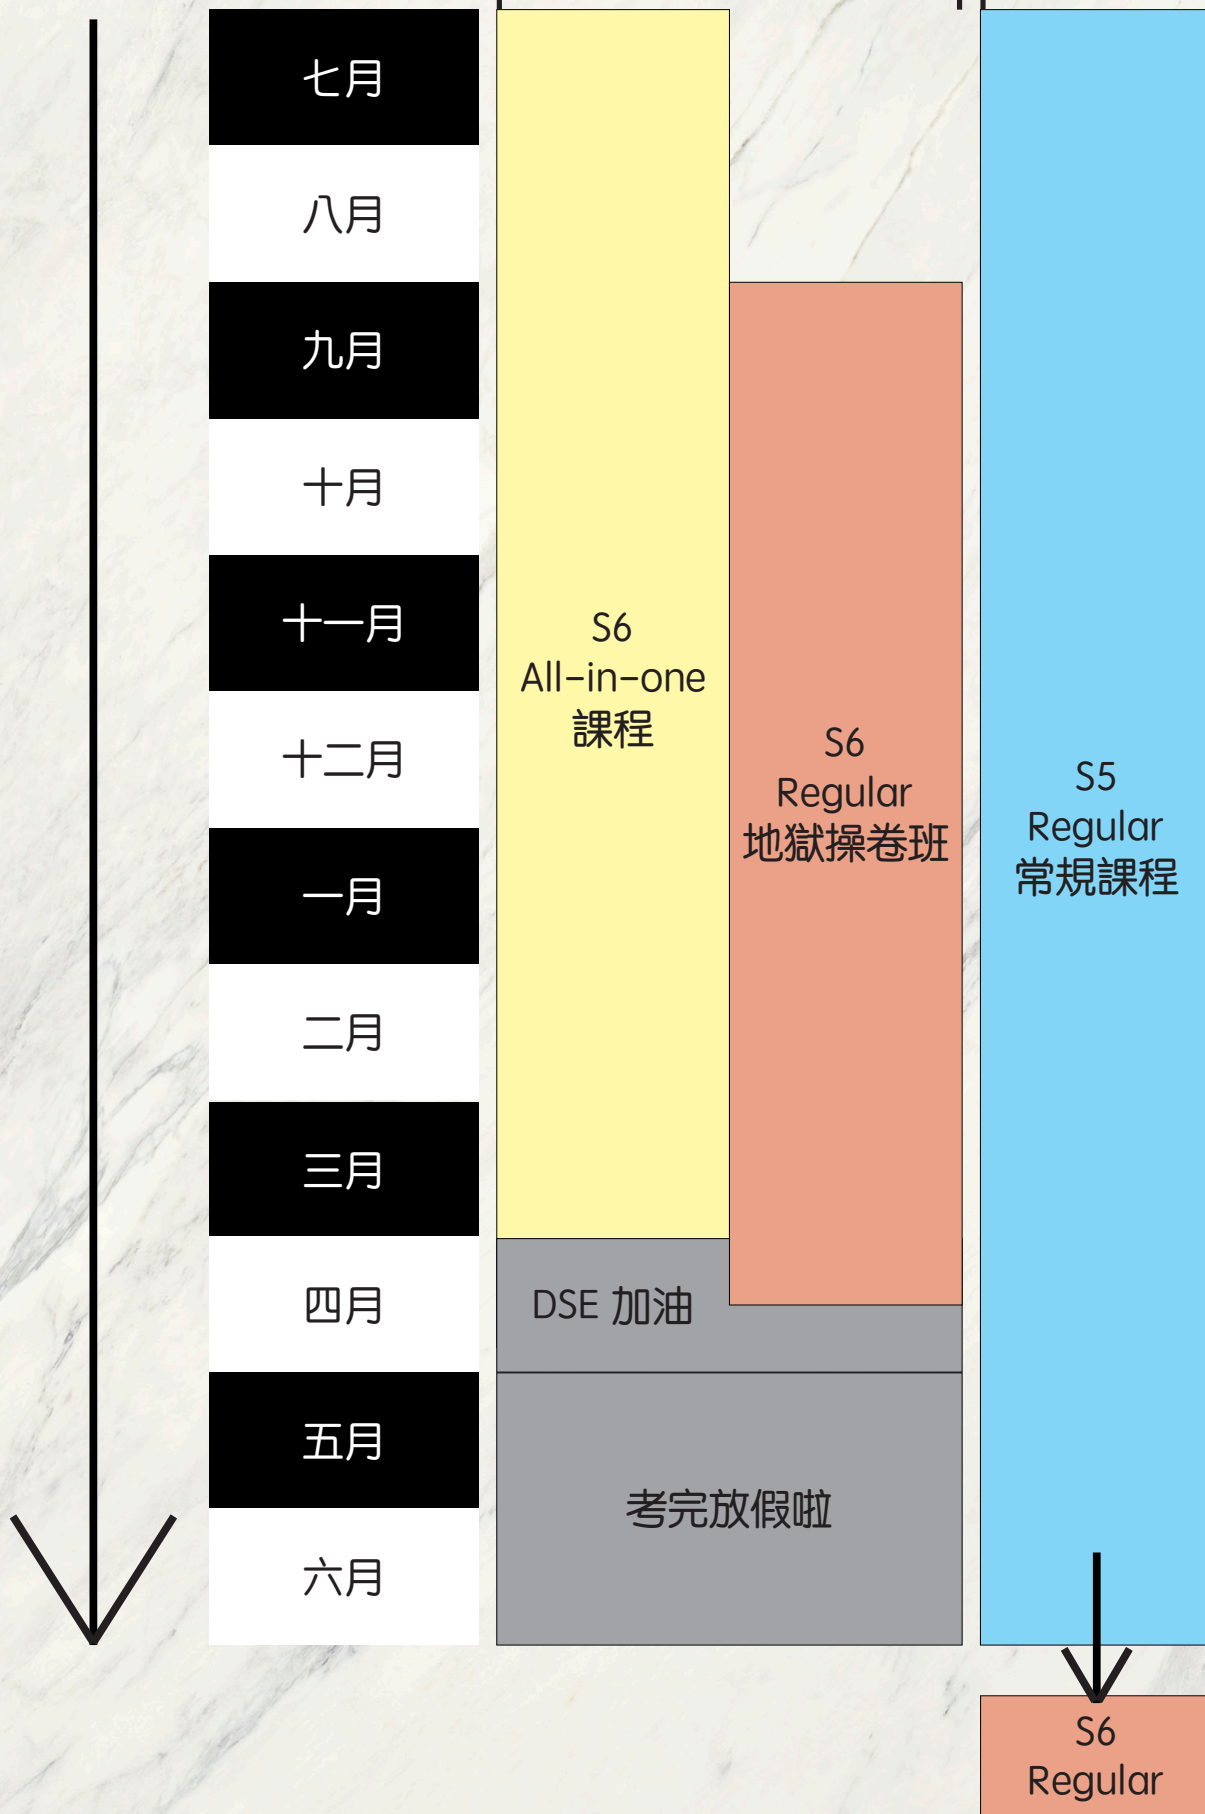 七月
八月
九月
十月
十一月
十二月
一月
二月
三月
四月
五月
六月
S6
All-in-one
課程
S6
Regular
地獄操卷班
DSE 加油
考完放假啦
S5
Regular
常規課程
S6
Regular